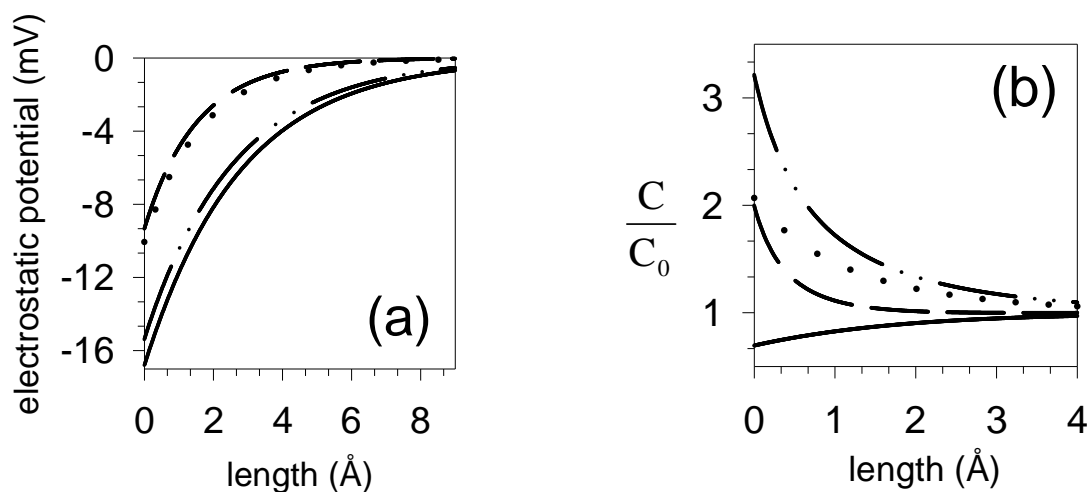 electrostatic potential (mV)
0
-4
-8
-12
-16
0 2 4 6 8
length (Å)
(a)
C
C0
3
2
1
0 1 2 3 4
length (Å)
(b)